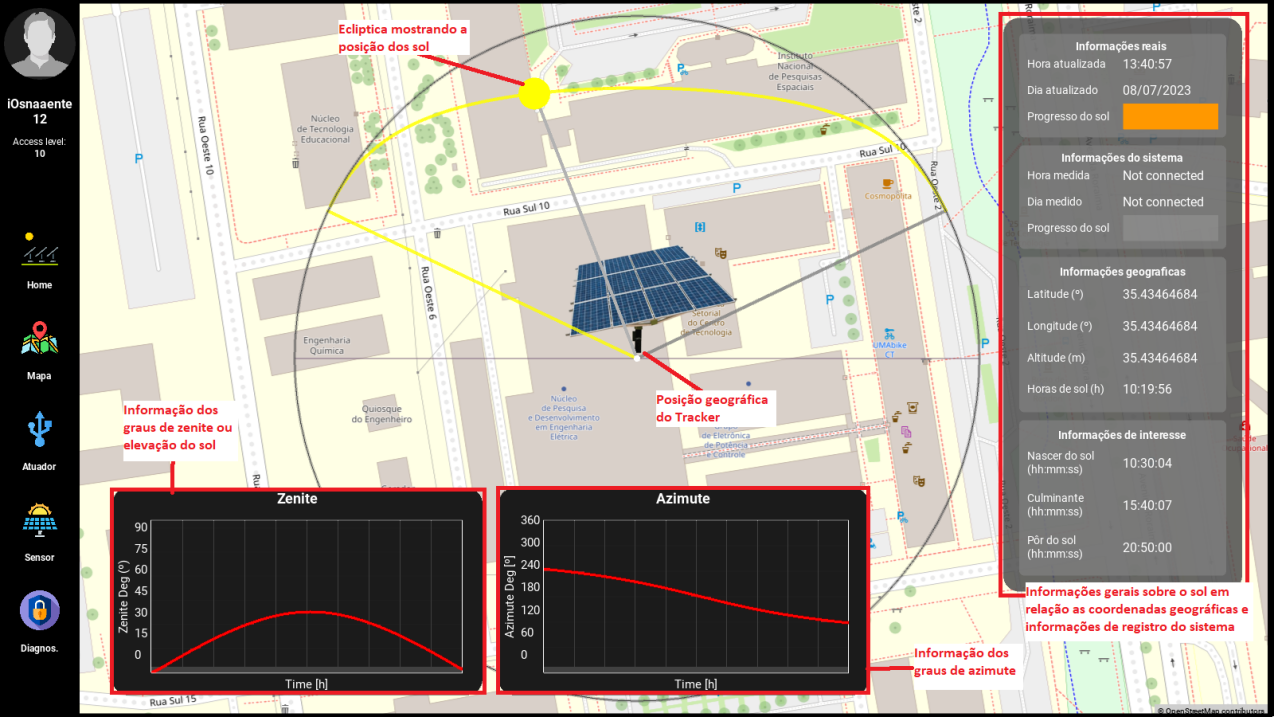 iOsnaaente
12
Access level:
10
Home
Mapa
Atuador
Sensor
Diagnos.
Ecliptica mostrando a
posição dos sol
Instituto
Nacional
de Pesquisas
Espaciais
Núcleo
de Tecnologia
Educacional
Rua Oeste 10
Rua Sul 10
Rua Sul 10
Rua Oeste 2
Cosmopolita
P
P
P
P
P
P
P
Rua Oeste 6
Setorial
do Centro
de Tecnologia
UMAbike
CT
Engenharia
Química
Quiosque
do Engenheiro
Núcleo
de Pesquisa
e Desenvolvimento
em Engenharia
Elétrica
Posição geográfica
do Tracker
de Eletrônica
de Potência
e Controle
Informação dos
graus de zenite ou
elevação do sol
Zenite
Zenite Deg (º)
90
75
60
45
30
15
0
Time [h]
Azimute
Azimute Deg [º]
360
300
240
180
120
60
0
Time [h]
Informação dos
graus de azimute
Rua Sul 15
Informações reais
Hora atualizada 13:40:57
Dia atualizado 08/07/2023
Progresso do sol
Informações do sistema
Hora medida Not connected
Dia medido Not connected
Progresso do sol
Informações geograficas
Latitude (º) 35.43464684
Longitude (º) 35.43464684
Altitude (m) 35.43464684
Horas de sol (h) 10:19:56
Informações de interesse
Nascer do sol
(hh:mm:ss) 10:30:04
Culminante
(hh:mm:ss) 15:40:07
Pôr do sol
(hh:mm:ss) 20:50:00
Informações gerais sobre o sol em
relação as coordenadas geográficas e
informações de registro do sistema
© OpenStreetMap contributors